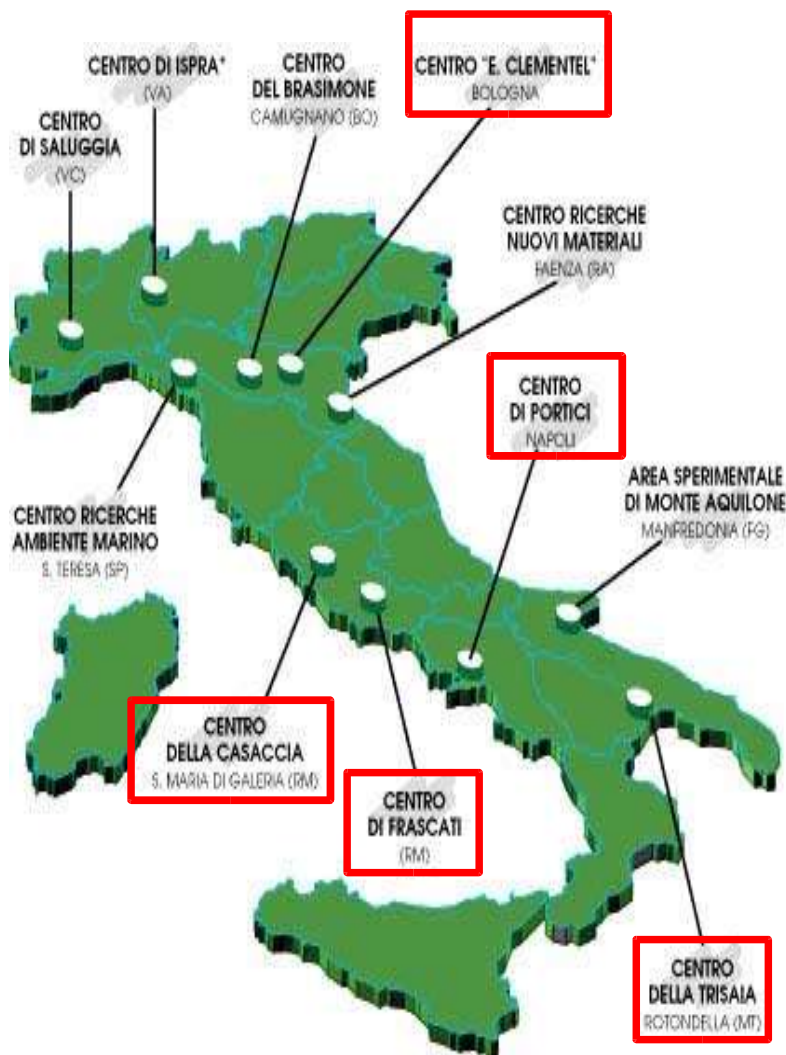 CENTRO DI ISPRA*
(VA)
CENTRO
DEL BRASIMONE
CAMUGNANO (BO)
CENTRO "E. CLEMENTEL"
BOLOGNA
CENTRO
DI SALUGGIA
(VC)
CENTRO RICERCHE
NUOVI MATERIALI
FAENZA (RA)
CENTRO
DI PORTICI
NAPOLI
AREA SPERIMENTALE
DI MONTE AQUILONE
MANFREDONIA (FG)
CENTRO RICERCHE
AMBIENTE MARINO
S. TERESA (SP)
CENTRO
DELLA CASACCIA
S. MARIA DI GALERIA (RM)
CENTRO
DI FRASCATI
(RM)
CENTRO
DELLA TRISAIA
ROTONDELLA (MT)